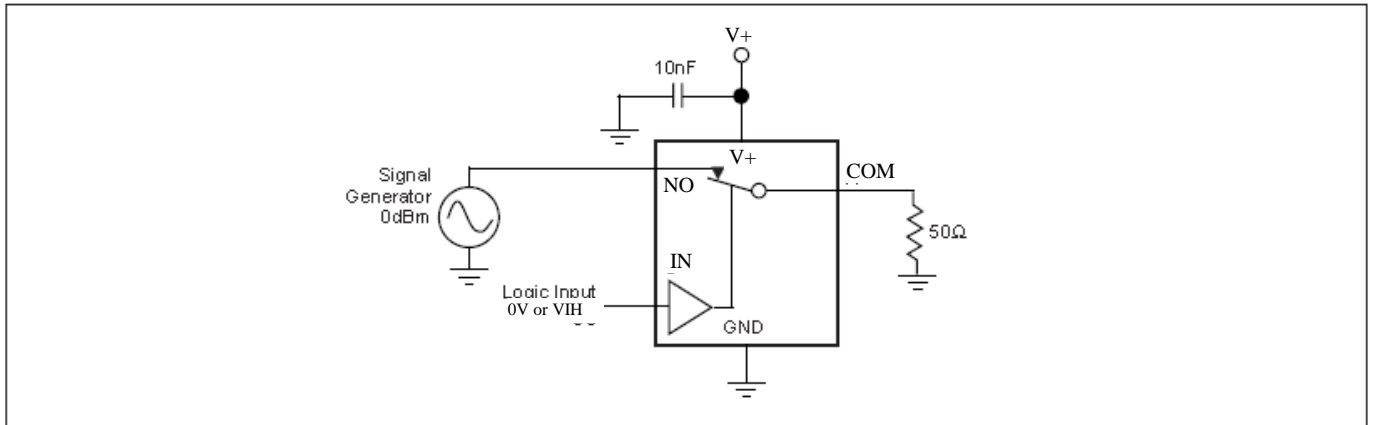 V+
10nF
V+
Signal
Generator
0dBm
NO
COM
50Ω
IN
Logic Input
0V or VIH
GND